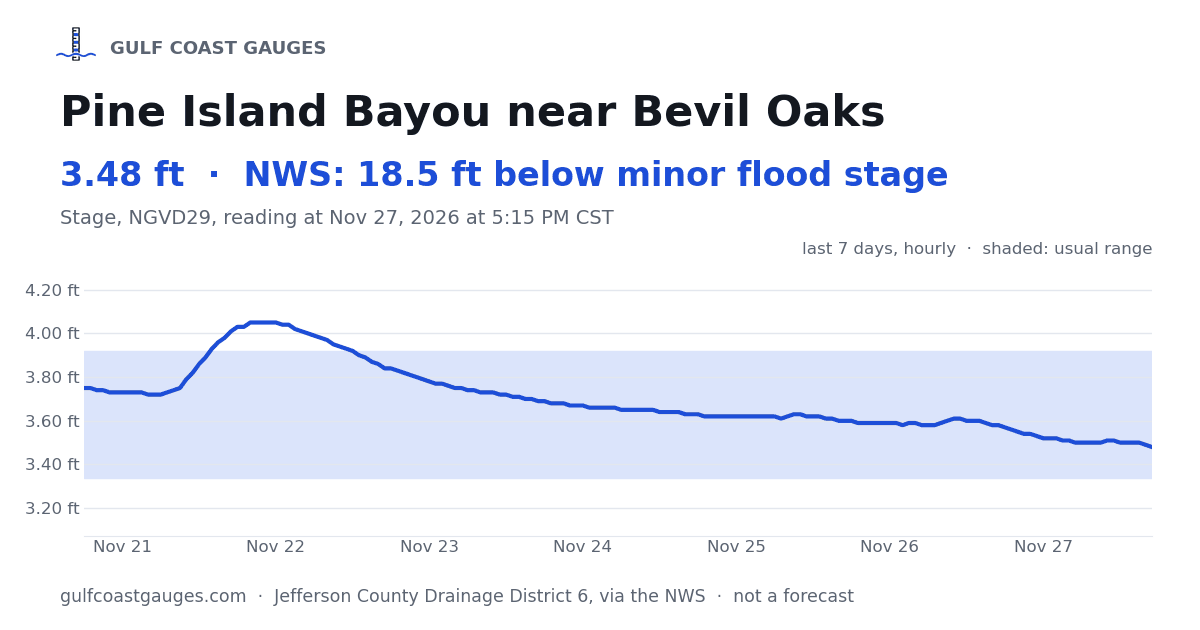 GULF COAST GAUGES
Pine Island Bayou near Bevil Oaks
3.48 ft · NWS: 18.5 ft below minor flood stage
Stage, NGVD29, reading at Nov 27, 2026 at 5:15 PM CST
last 7 days, hourly · shaded: usual range
4.20 ft
4.00 ft
3.80 ft
3.60 ft
3.40 ft
3.20 ft
Nov 21 Nov 22 Nov 23 Nov 24 Nov 25 Nov 26 Nov 27
gulfcoastgauges.com · Jefferson County Drainage District 6, via the NWS · not a forecast